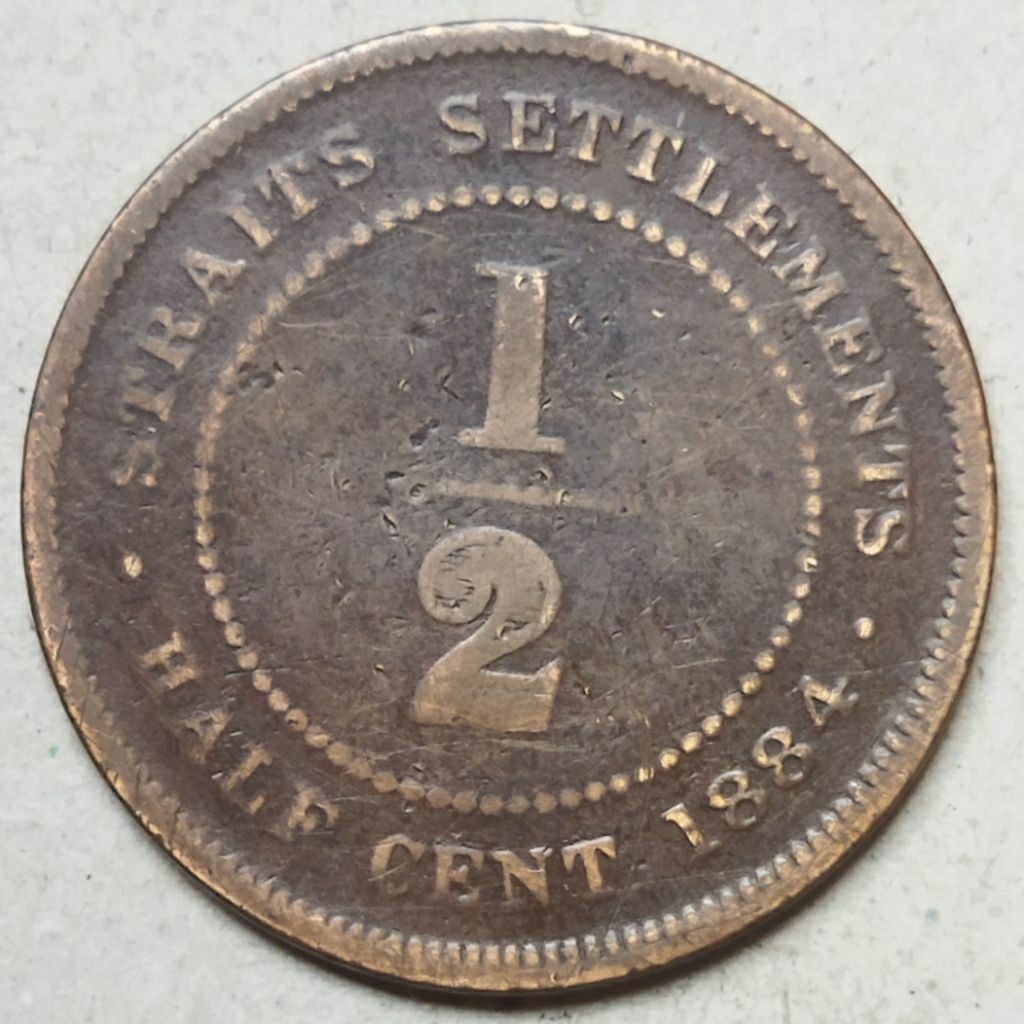 STRAITS SETTLEMENTS
1
2
HALF CENT 1884